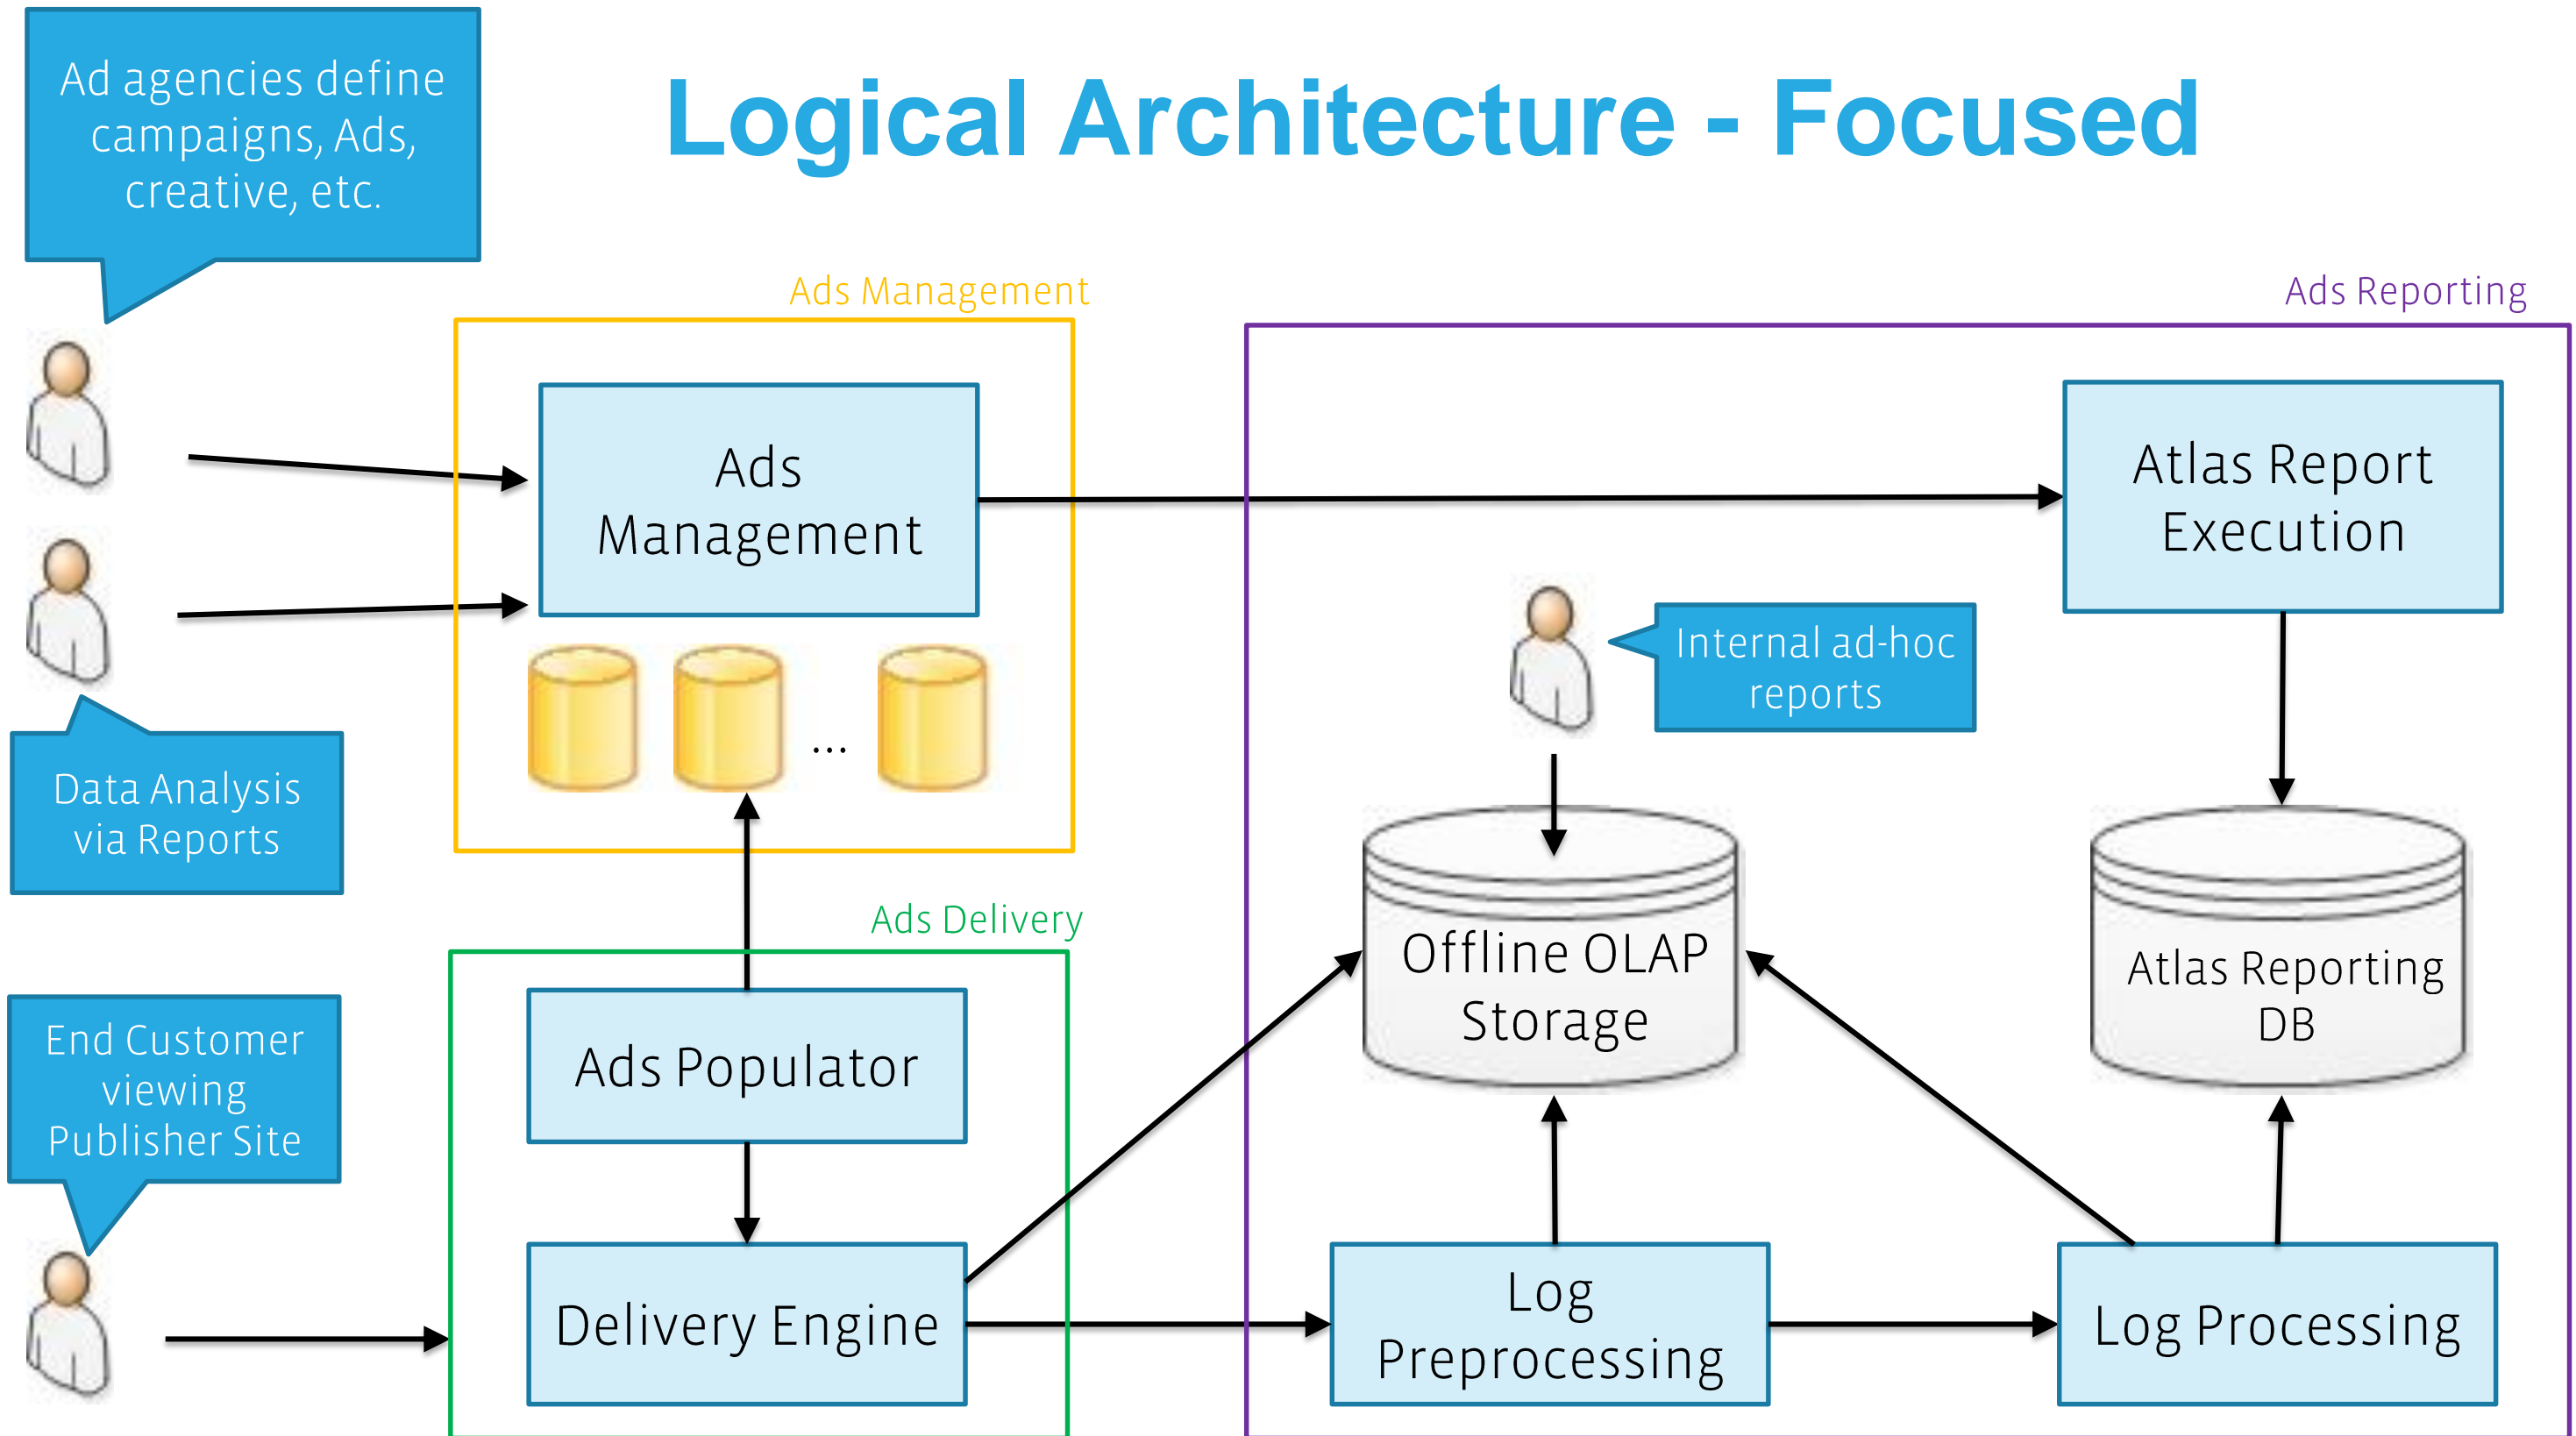 Ad agencies define
campaigns, Ads,
creative, etc.
Logical Architecture - Focused
Ads Management
Ads Reporting
Ads
Management
Atlas Report
Execution
Internal ad-hoc
reports
...
Data Analysis
via Reports
Ads Delivery
Offline OLAP
Storage
Atlas Reporting
DB
End Customer
viewing
Publisher Site
Ads Populator
Delivery Engine
Log
Preprocessing
Log Processing